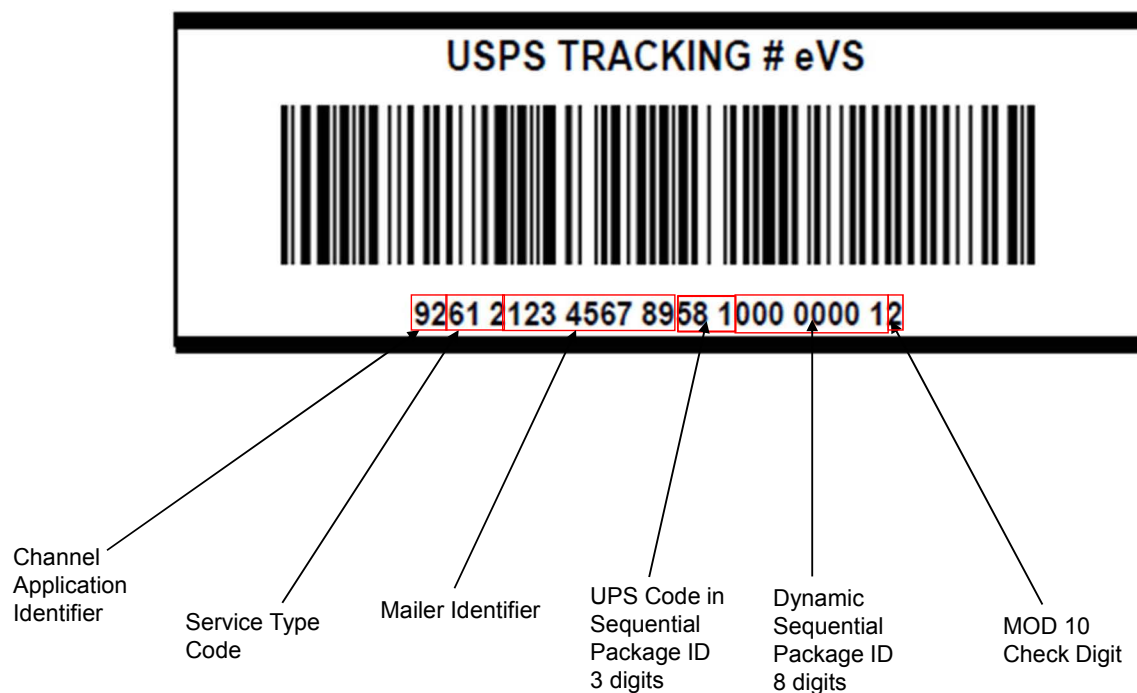 USPS TRACKING # eVS
9261 2123 4567 8958 1000 0000 12
Channel
Application
Identifier
Service Type
Code
Mailer Identifier
UPS Code in
Sequential
Package ID
3 digits
Dynamic
Sequential
Package ID
8 digits
MOD 10
Check Digit